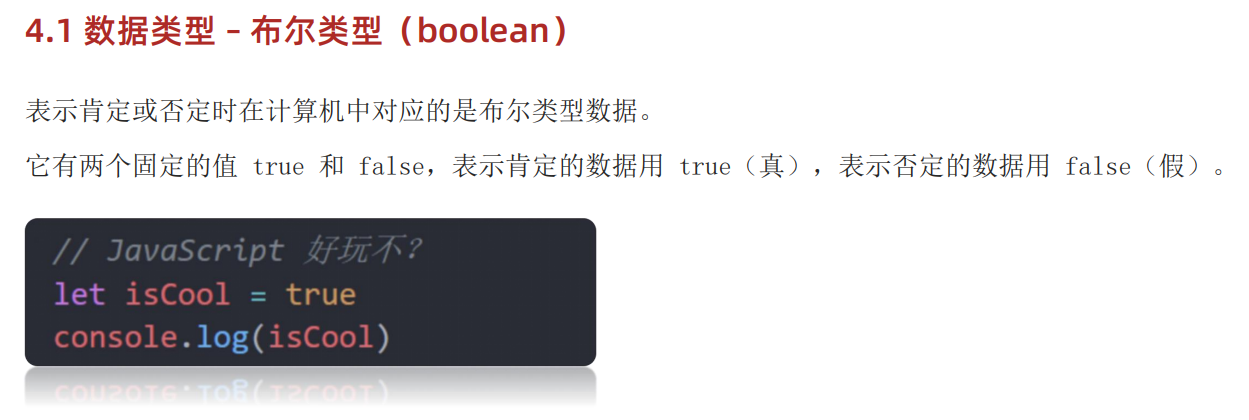 4.1 数据类型 – 布尔类型（boolean）
表示肯定或否定时在计算机中对应的是布尔类型数据。
它有两个固定的值 true 和 false，表示肯定的数据用 true（真），表示否定的数据用 false（假）。
// JavaScript 好玩不？
let isCool = true
console.log(isCool)